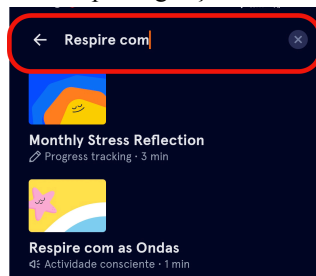 Respire com
Monthly Stress Reflection
Progress tracking · 3 min
Respire com as Ondas
Actividade consciente · 1 min